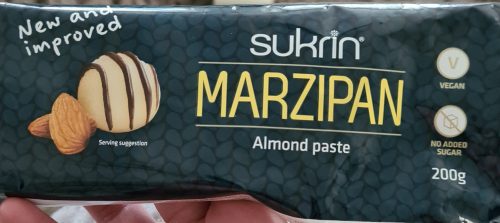 New and
improved
sukrin®
MARZIPAN
Almond paste
Serving suggestion
V
VEGAN
NO ADDED
SUGAR
200g